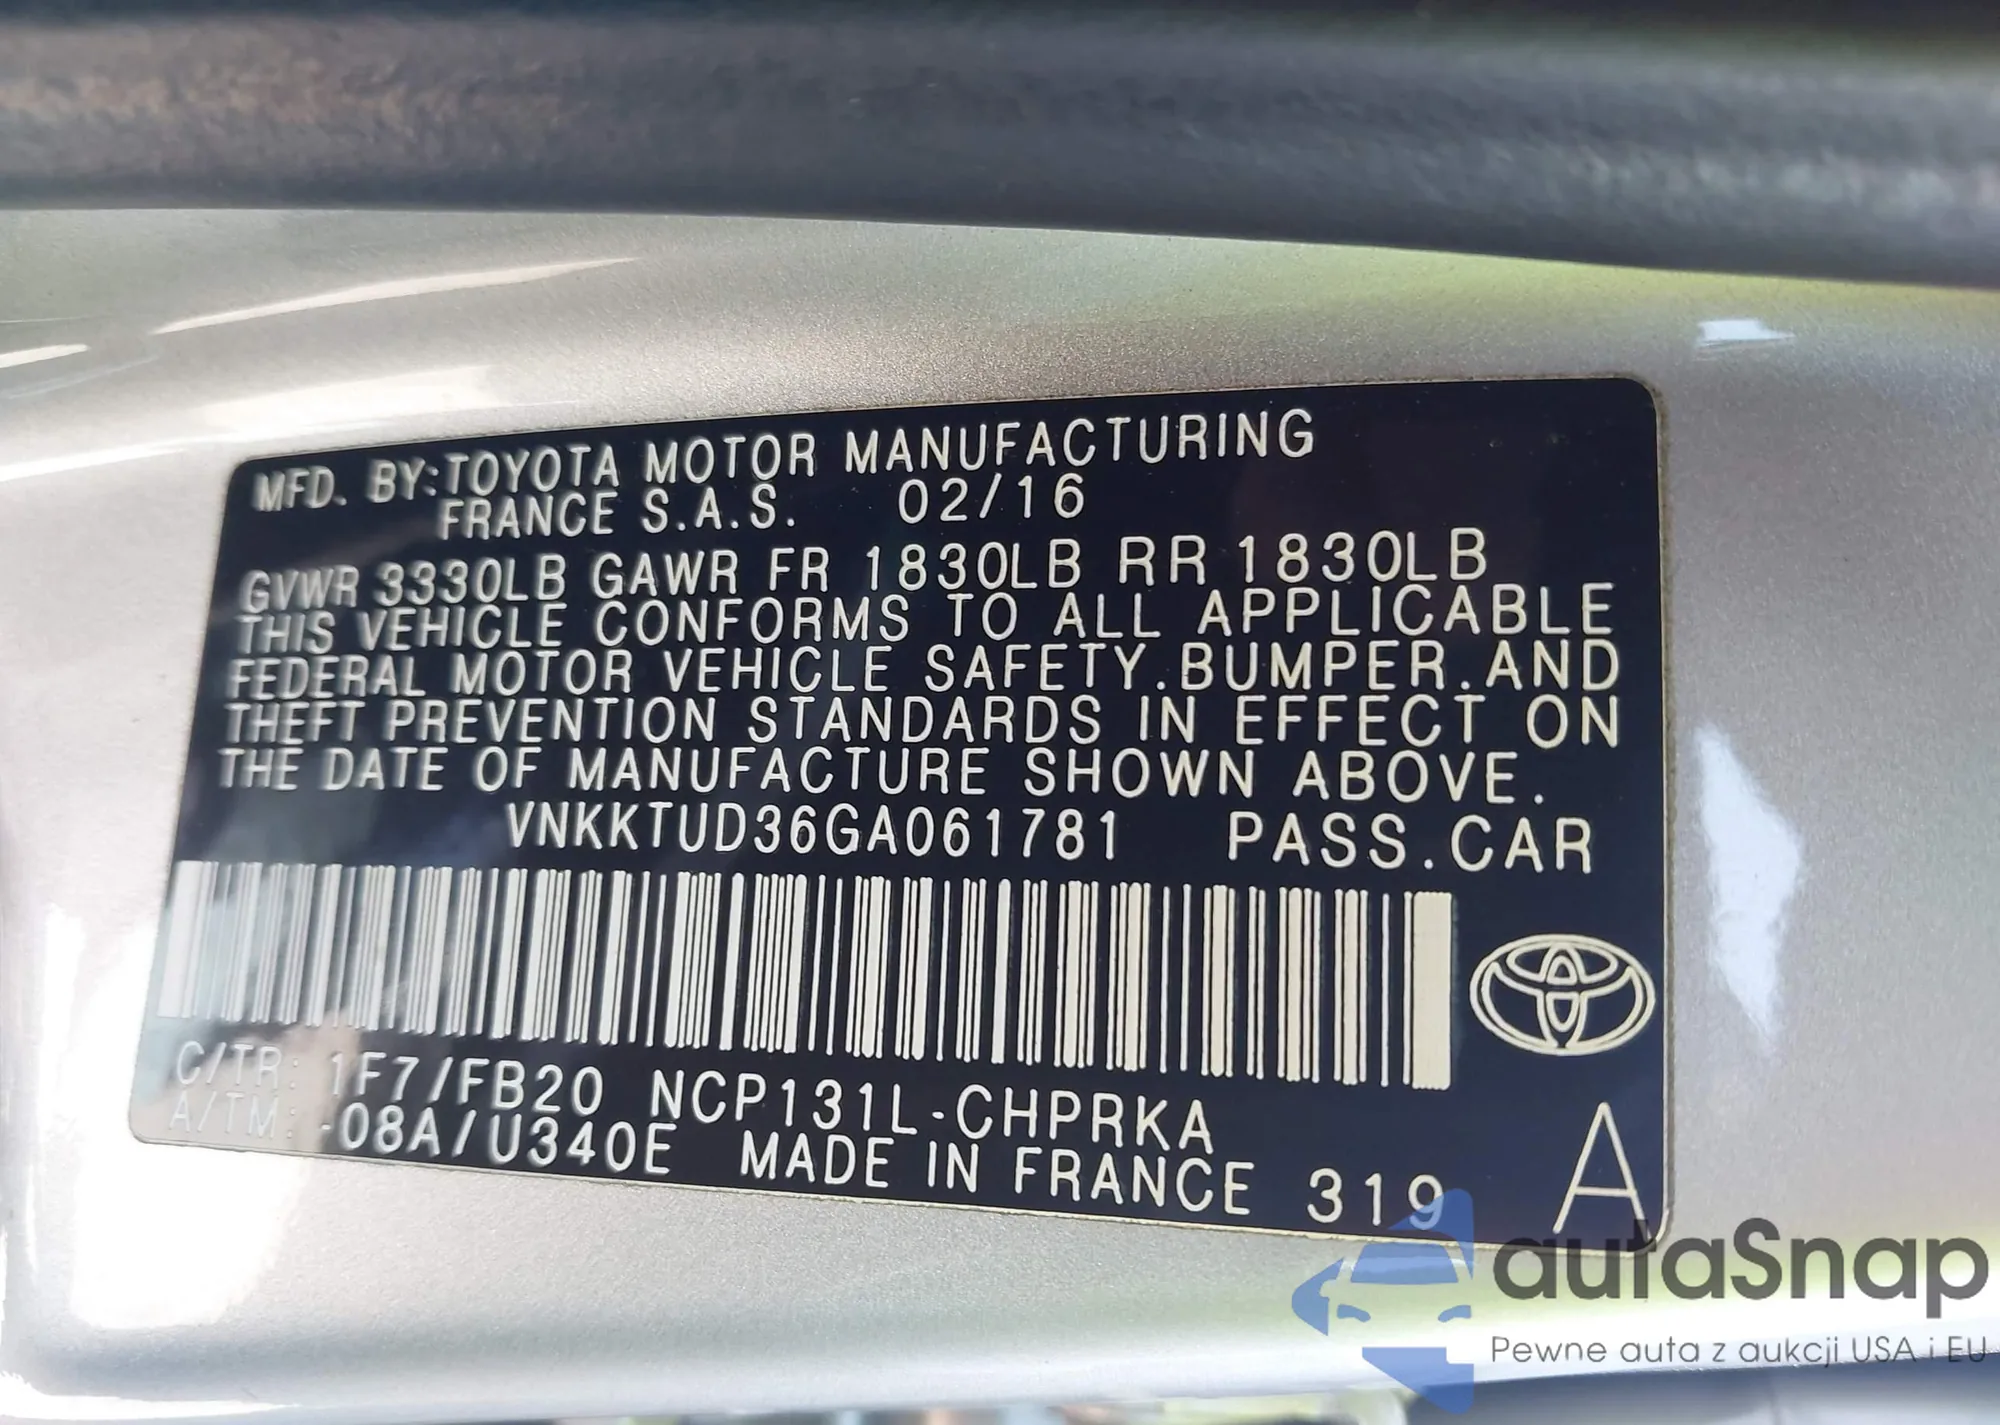 MFD. BY:TOYOTA MOTOR MANUFACTURING
FRANCE S.A.S. 02/16
GVWR 3330LB GAWR FR 1830LB RR 1830LB
THIS VEHICLE CONFORMS TO ALL APPLICABLE
FEDERAL MOTOR VEHICLE SAFETY.BUMPER.AND
THEFT PREVENTION STANDARDS IN EFFECT ON
THE DATE OF MANUFACTURE SHOWN ABOVE.
VNKKTUD36GA061781 PASS.CAR
C/TR: 1F7/FB20 NCP131L-CHPRKA
A/TM: -08A/U340E MADE IN FRANCE 319 A
autaSnap
Pewne auta z aukcji USA i EU